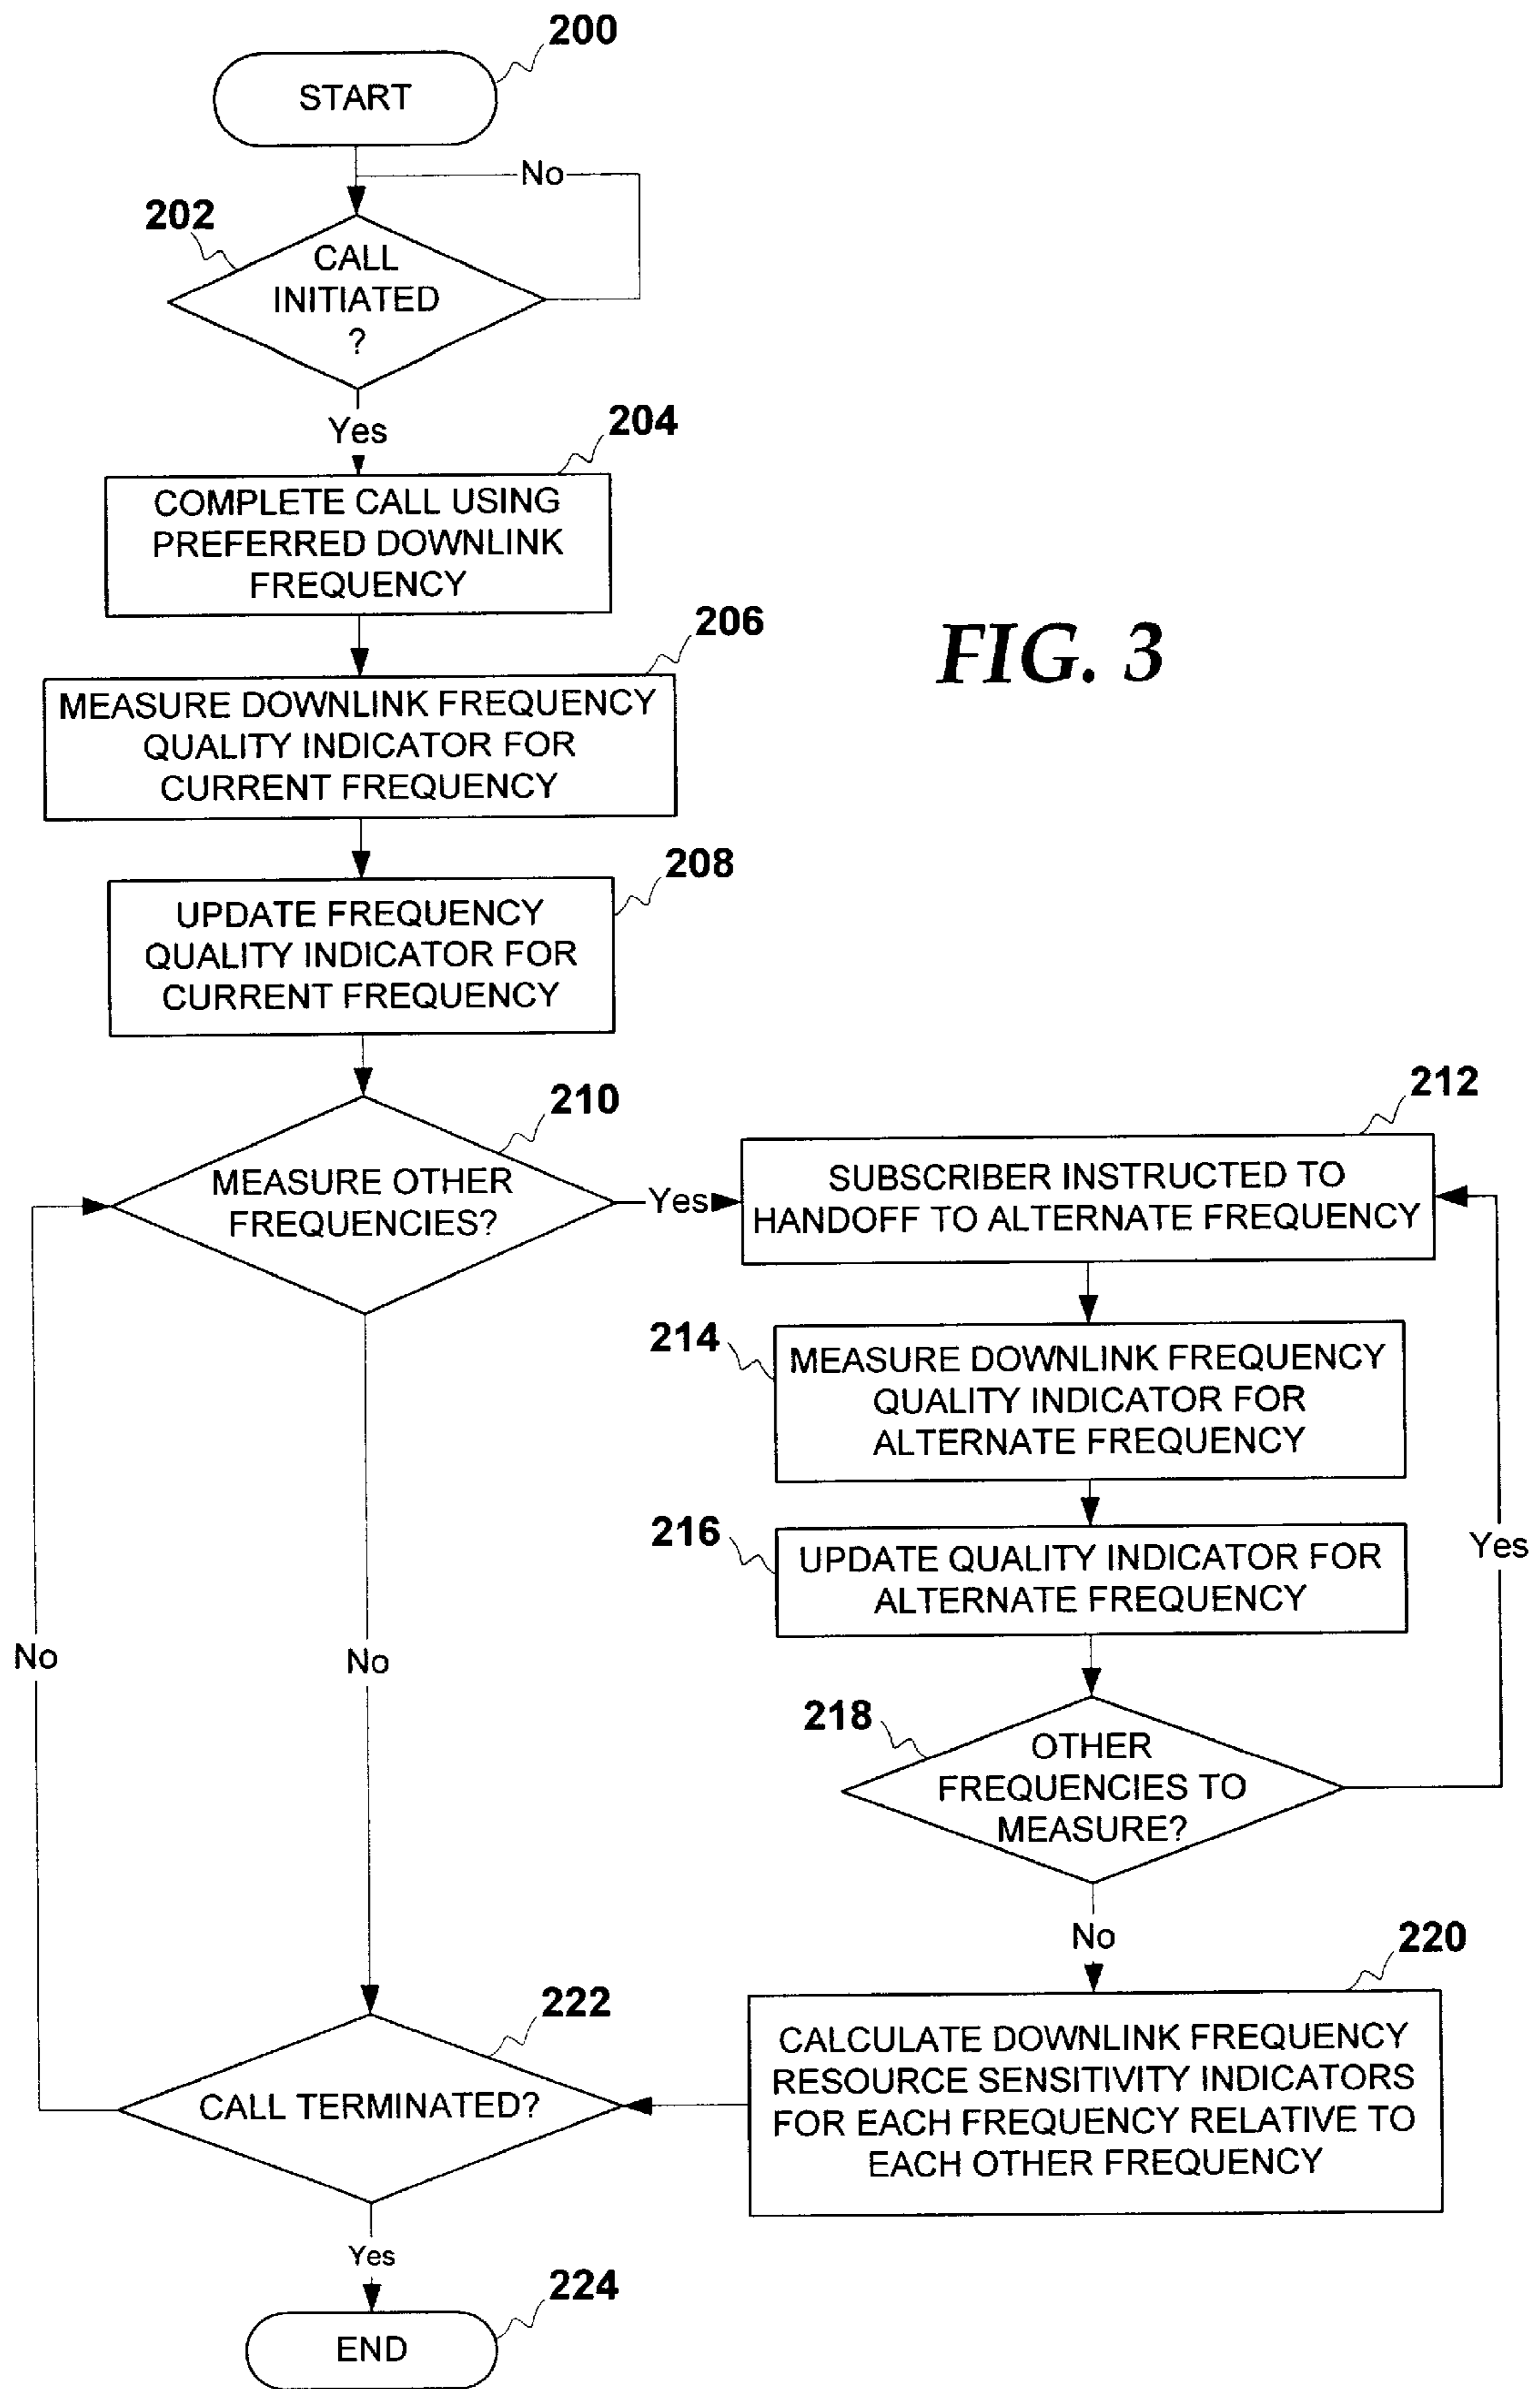 200
START
No
202
CALL
INITIATED
?
Yes
204
COMPLETE CALL USING
PREFERRED DOWNLINK
FREQUENCY
206
MEASURE DOWNLINK FREQUENCY
QUALITY INDICATOR FOR
CURRENT FREQUENCY
FIG. 3
208
UPDATE FREQUENCY
QUALITY INDICATOR FOR
CURRENT FREQUENCY
210
MEASURE OTHER
FREQUENCIES?
Yes
212
SUBSCRIBER INSTRUCTED TO
HANDOFF TO ALTERNATE FREQUENCY
214
MEASURE DOWNLINK FREQUENCY
QUALITY INDICATOR FOR
ALTERNATE FREQUENCY
216
UPDATE QUALITY INDICATOR FOR
ALTERNATE FREQUENCY
Yes
No
No
218
OTHER
FREQUENCIES TO
MEASURE?
No
220
CALCULATE DOWNLINK FREQUENCY
RESOURCE SENSITIVITY INDICATORS
FOR EACH FREQUENCY RELATIVE TO
EACH OTHER FREQUENCY
222
CALL TERMINATED?
Yes
224
END